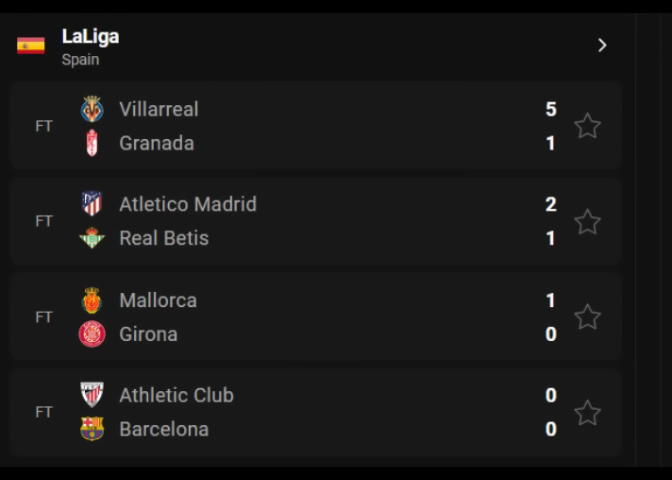 LaLiga
Spain
FT
Villarreal 5
Granada 1
FT
Atletico Madrid 2
Real Betis 1
FT
Mallorca 1
Girona 0
FT
Athletic Club 0
Barcelona 0